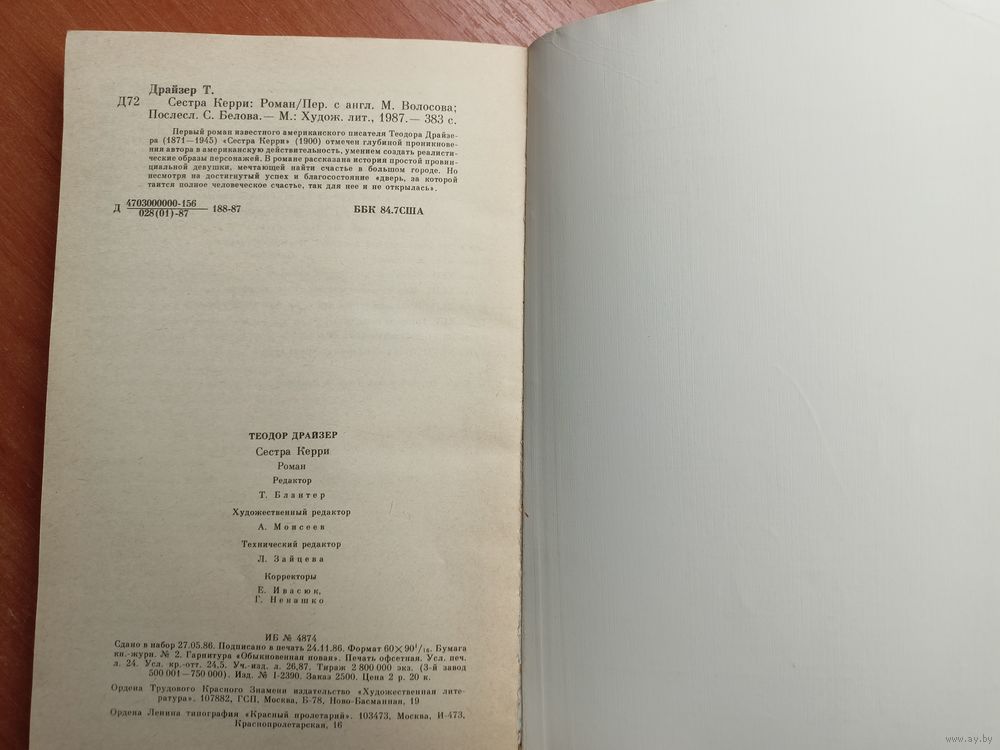 Драйзер Т.
Д72 Сестра Керри: Роман/Пер. с англ. М. Волосова;
Послесл. С. Белова.— М.: Худож. лит., 1987.— 383 с.
Первый роман известного американского писателя Теодора Драйзе-
ра (1871—1945) «Сестра Керри» (1900) отмечен глубиной проникнове-
ния автора в американскую действительность, умением создать реалисти-
ческие образы персонажей. В романе рассказана история простой провин-
циальной девушки, мечтающей найти счастье в большом городе. Но
несмотря на достигнутый успех и благосостояние «дверь, за которой
таится полное человеческое счастье, так для нее и не открылась».
Д 4703000000-156 188-87 ББК 84.7США
028(01)-87
ТЕОДОР ДРАЙЗЕР
Сестра Керри
Роман
Редактор
Т. Блантер
Художественный редактор
А. Моисеев
Технический редактор
Л. Зайцева
Корректоры
Е. Ивасюк,
Г. Ненашко
ИБ № 4874
Сдано в набор 27.05.86. Подписано в печать 24.11.86. Формат 60×90 1/16. Бумага
кн.-журн. № 2. Гарнитура «Обыкновенная новая». Печать офсетная. Усл. печ.
л. 24. Усл. кр.-отт. 24,5. Уч.-изд. л. 26,87. Тираж 2 800 000 экз. (3-й завод
500 001—750 000). Изд. № I-2390. Заказ 2500. Цена 2 р. 20 к.
Ордена Трудового Красного Знамени издательство «Художественная лите-
ратура». 107882, ГСП, Москва, Б-78, Ново-Басманная, 19
Ордена Ленина типография «Красный пролетарий». 103473, Москва, И-473,
Краснопролетарская, 16
www.ay.by